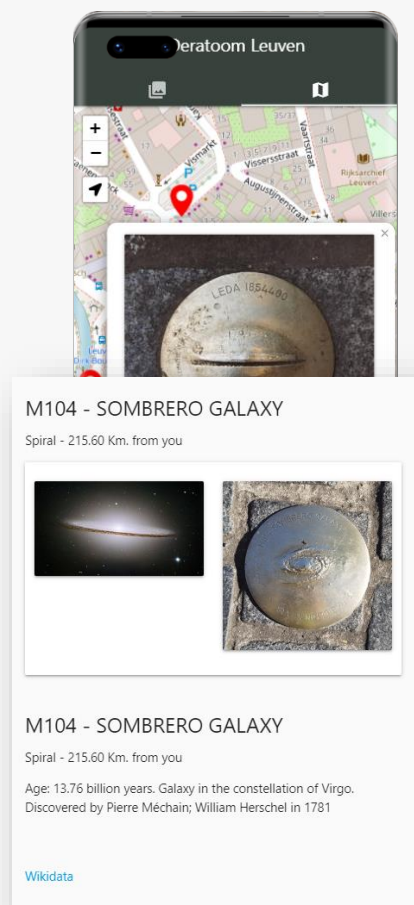 Deratoom Leuven
+
Vismarkt
Vissersstraat
Vaartstraat
Augustijnenstraat
P
Rijksarchief
Leuven
Villers
−
×
LEDA 1854400
M104 - SOMBRERO GALAXY
Spiral - 215.60 Km. from you
M104 - SOMBRERO GALAXY
Spiral - 215.60 Km. from you
Age: 13.76 billion years. Galaxy in the constellation of Virgo.
Discovered by Pierre Méchain; William Herschel in 1781
Wikidata